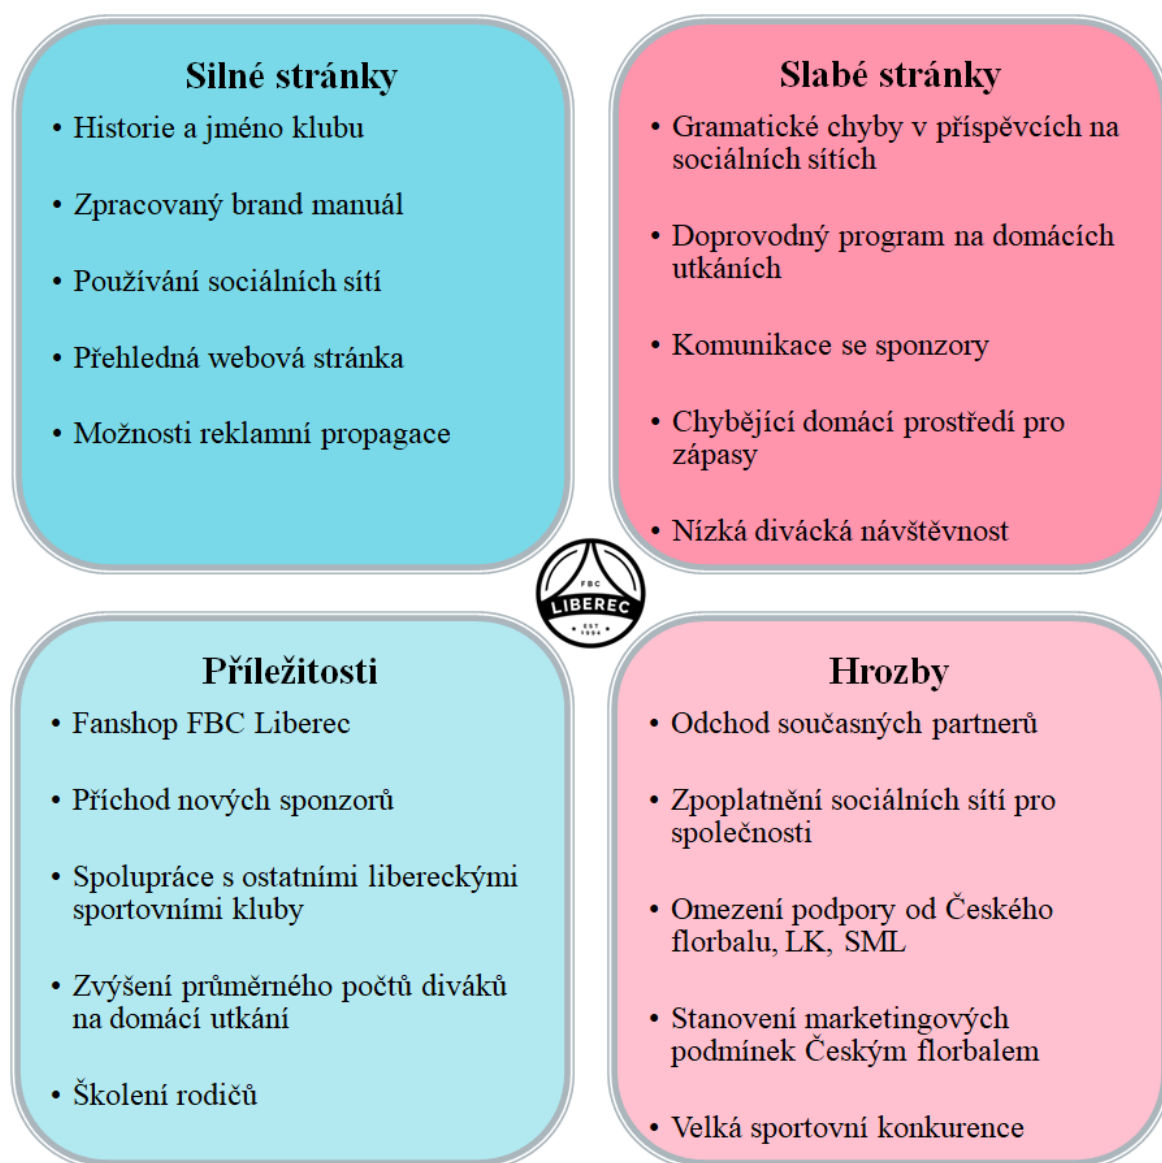 Silné stránky
• Historie a jméno klubu
• Zpracovaný brand manuál
• Používání sociálních sítí
• Přehledná webová stránka
• Možnosti reklamní propagace
Slabé stránky
• Gramatické chyby v příspěvcích na
sociálních sítích
• Doprovodný program na domácích
utkáních
• Komunikace se sponzory
• Chybějící domácí prostředí pro
zápasy
• Nízká divácká návštěvnost
FBC
LIBEREC
EST
1994
Příležitosti
• Fanshop FBC Liberec
• Příchod nových sponzorů
• Spolupráce s ostatními libereckými
sportovními kluby
• Zvýšení průměrného počtů diváků
na domácí utkání
• Školení rodičů
Hrozby
• Odchod současných partnerů
• Zpoplatnění sociálních sítí pro
společnosti
• Omezení podpory od Českého
florbalu, LK, SML
• Stanovení marketingových
podmínek Českým florbalem
• Velká sportovní konkurence